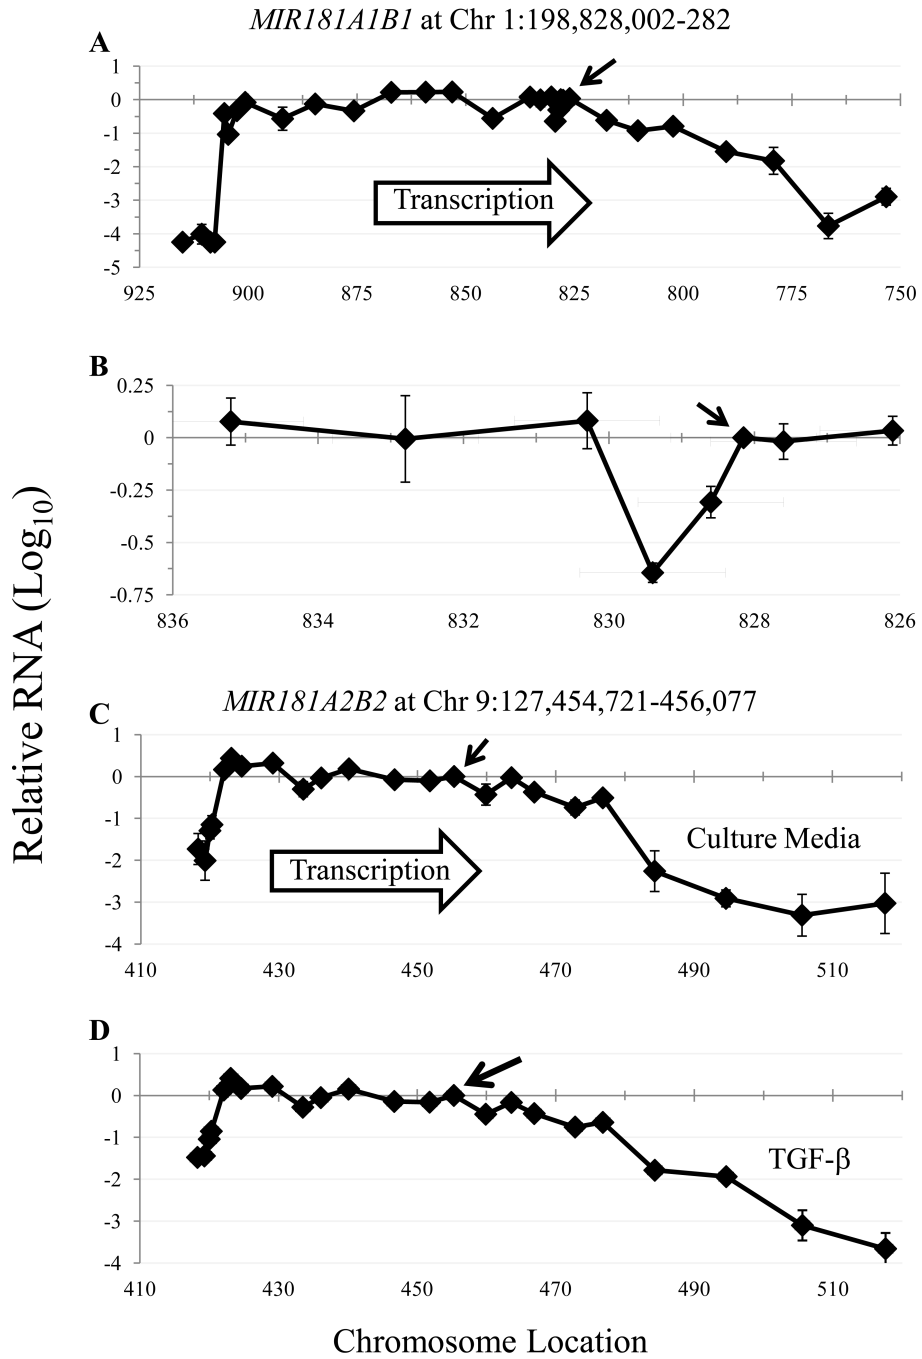 MIR181A1B1 at Chr 1:198,828,002-282
A
1
0
-1
-2
-3
-4
-5
Transcription
925 900 875 850 825 800 775 750
B
0.25
0
-0.25
-0.5
-0.75
836 834 832 830 828 826
Relative RNA (Log10)
MIR181A2B2 at Chr 9:127,454,721-456,077
C
1
0
-1
-2
-3
-4
Culture Media
Transcription
410 430 450 470 490 510
D
1
0
-1
-2
-3
-4
TGF-β
410 430 450 470 490 510
Chromosome Location